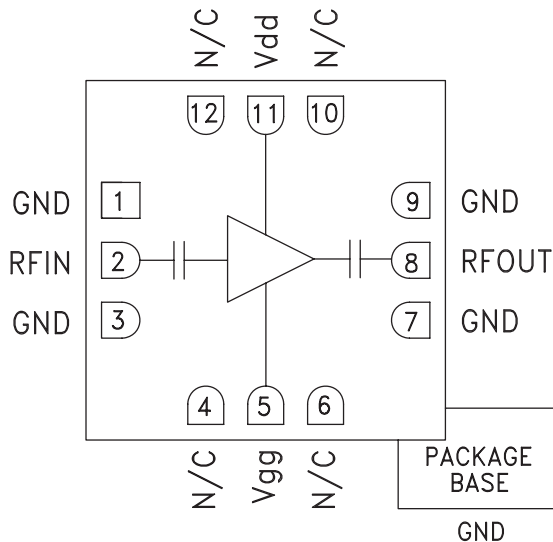 N/C Vdd N/C
12 11 10
GND 1 9 GND
RFIN 2 8 RFOUT
GND 3 7 GND
4 5 6
N/C Vgg N/C
PACKAGE
BASE
GND